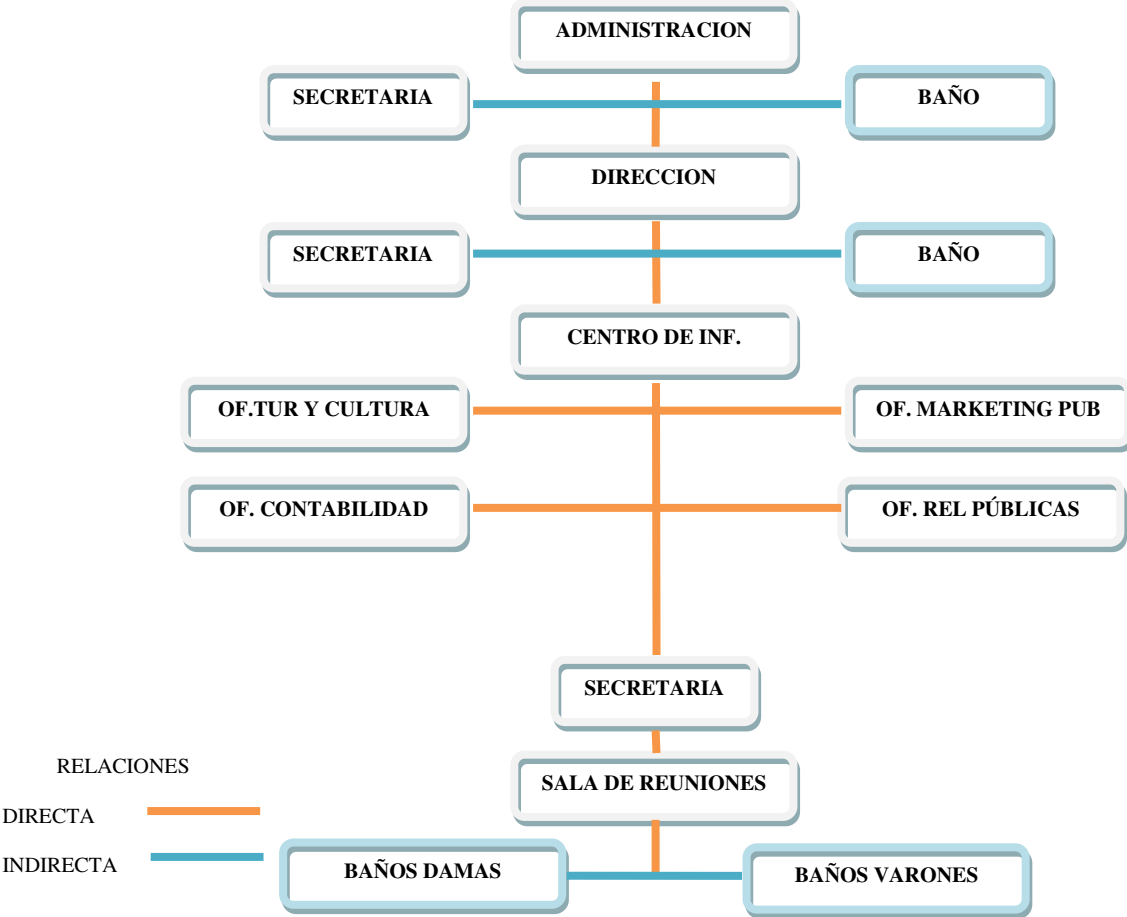 ADMINISTRACION
SECRETARIA
BAÑO
DIRECCION
SECRETARIA
BAÑO
CENTRO DE INF.
OF.TUR Y CULTURA
OF. MARKETING PUB
OF. CONTABILIDAD
OF. REL PÚBLICAS
SECRETARIA
SALA DE REUNIONES
RELACIONES
DIRECTA
INDIRECTA
BAÑOS DAMAS
BAÑOS VARONES